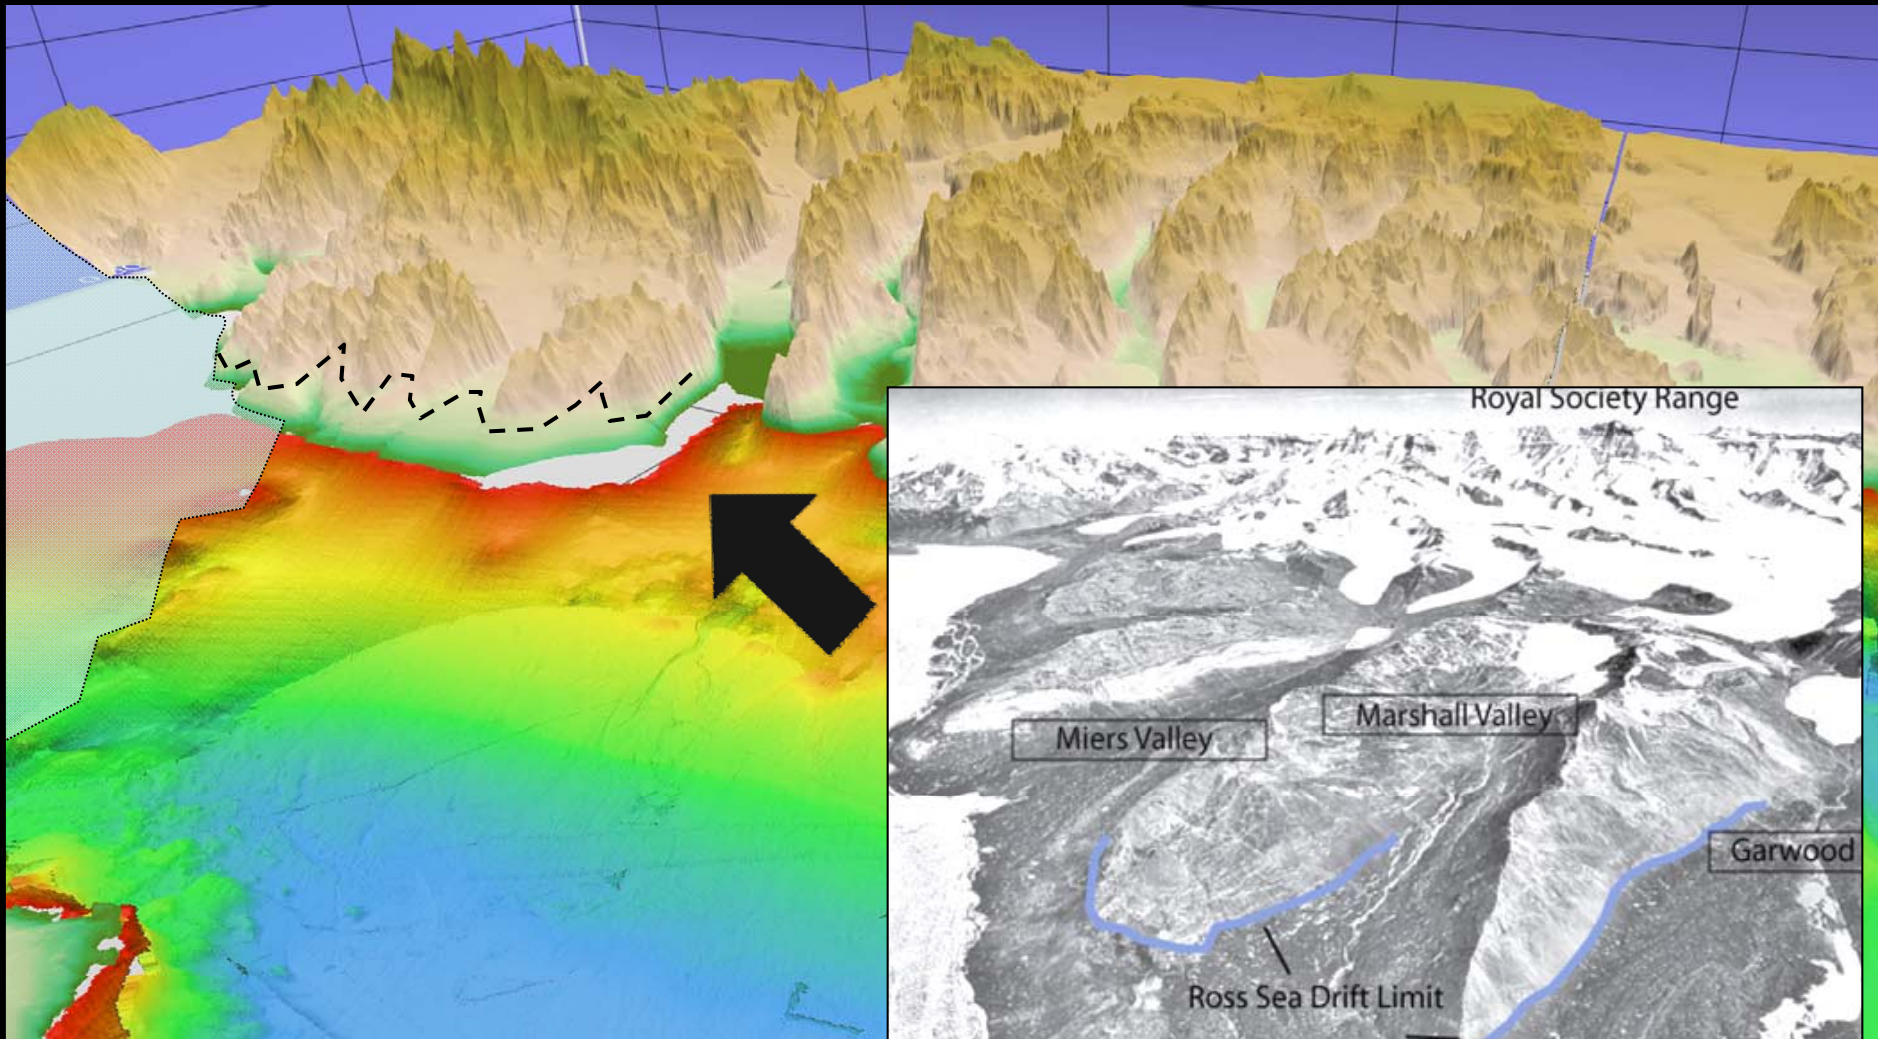 Royal Society Range
Marshall Valley
Miers Valley
Garwood
Ross Sea Drift Limit